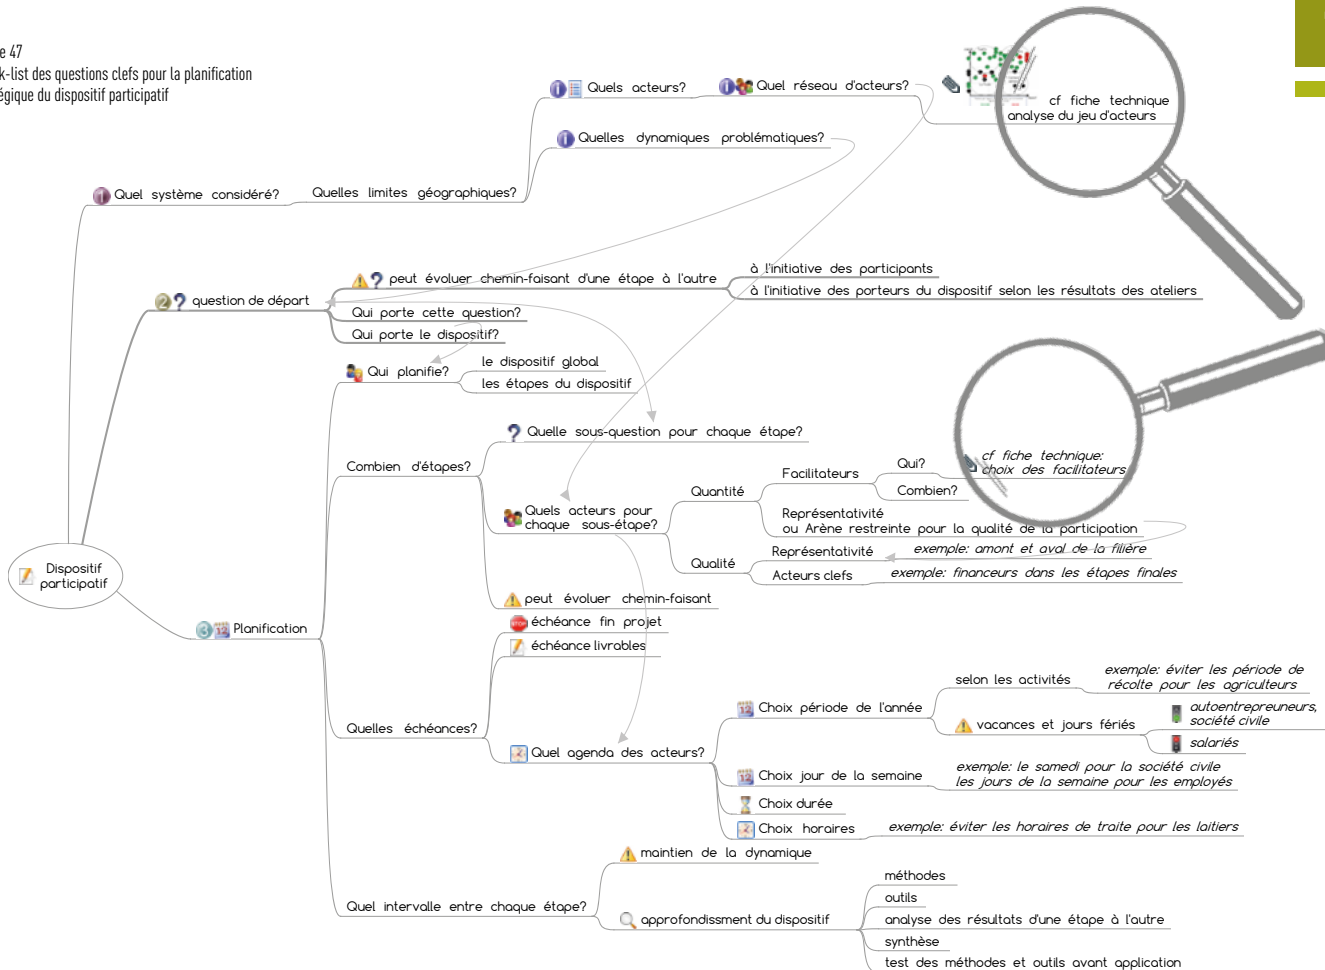 e 47
k-list des questions clefs pour la planification
égique du dispositif participatif
Quels acteurs?
Quel réseau d'acteurs?
cf fiche technique
analyse du jeu d'acteurs
Quelles dynamiques problématiques?
Quel système considéré?
Quelles limites géographiques?
2 ? question de départ
? peut évoluer chemin-faisant d'une étape à l'autre
à l'initiative des participants
à l'initiative des porteurs du dispositif selon les résultats des ateliers
Qui porte cette question?
Qui porte le dispositif?
Qui planifie?
le dispositif global
les étapes du dispositif
Combien d'étapes?
? Quelle sous-question pour chaque étape?
Quels acteurs pour
chaque sous-étape?
Quantité
Facilitateurs
Qui?
cf fiche technique:
choix des facilitateurs
Combien?
Représentativité
ou Arène restreinte pour la qualité de la participation
Qualité
Représentativité
exemple: amont et aval de la filière
Acteurs clefs
exemple: financeurs dans les étapes finales
peut évoluer chemin-faisant
Dispositif
participatif
3 12 Planification
Quelles échéances?
STOP échéance fin projet
échéance livrables
Quel agenda des acteurs?
12 Choix période de l'année
selon les activités
exemple: éviter les période de
récolte pour les agriculteurs
vacances et jours fériés
autoentrepreuneurs,
société civile
salariés
12 Choix jour de la semaine
exemple: le samedi pour la société civile
les jours de la semaine pour les employés
Choix durée
Choix horaires
exemple: éviter les horaires de traite pour les laitiers
Quel intervalle entre chaque étape?
maintien de la dynamique
approfondissment du dispositif
méthodes
outils
analyse des résultats d'une étape à l'autre
synthèse
test des méthodes et outils avant application